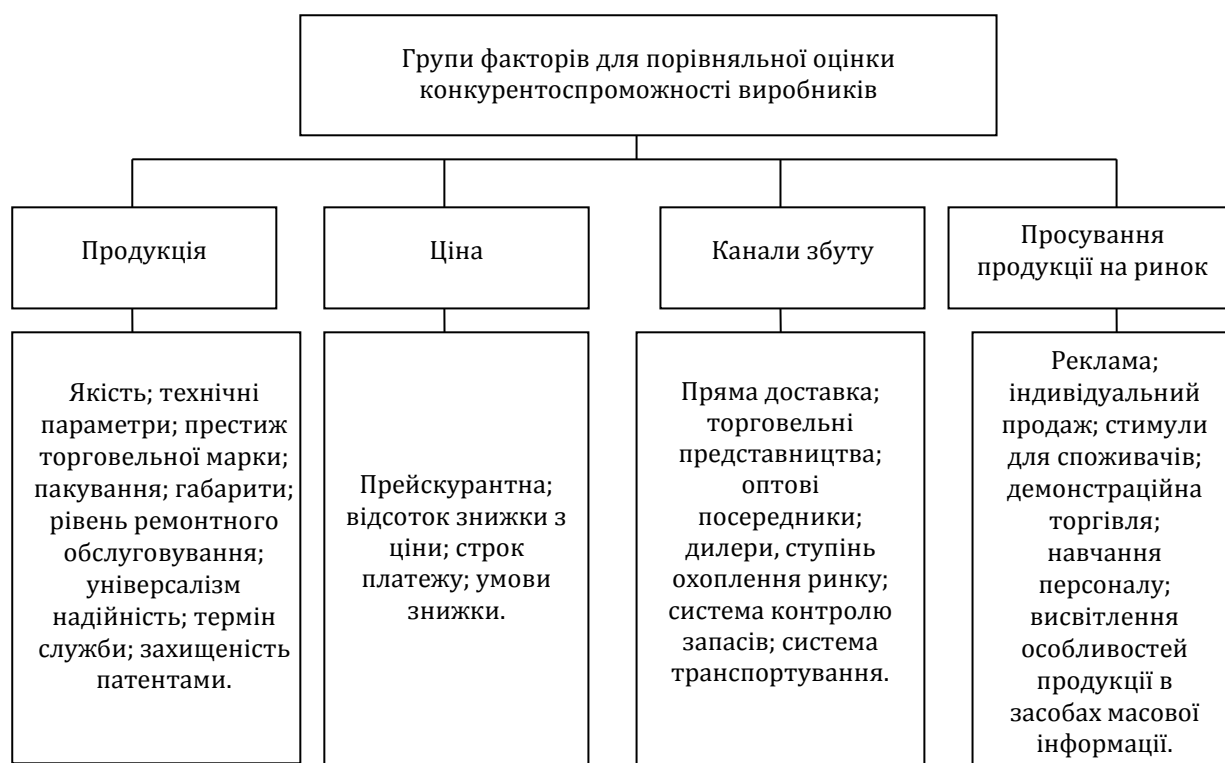 Групи факторів для порівняльної оцінки
конкурентоспроможності виробників
Продукція
Ціна
Канали збуту
Просування
продукції на ринок
Якість; технічні
параметри; престиж
торговельної марки;
пакування; габарити;
рівень ремонтного
обслуговування;
універсалізм
надійність; термін
служби; захищеність
патентами.
Прейскурантна;
відсоток знижки з
ціни; строк
платежу; умови
знижки.
Пряма доставка;
торговельні
представництва;
оптові
посередники;
дилери, ступінь
охоплення ринку;
система контролю
запасів; система
транспортування.
Реклама;
індивідуальний
продаж; стимули
для споживачів;
демонстраційна
торгівля;
навчання
персоналу;
висвітлення
особливостей
продукції в
засобах масової
інформації.